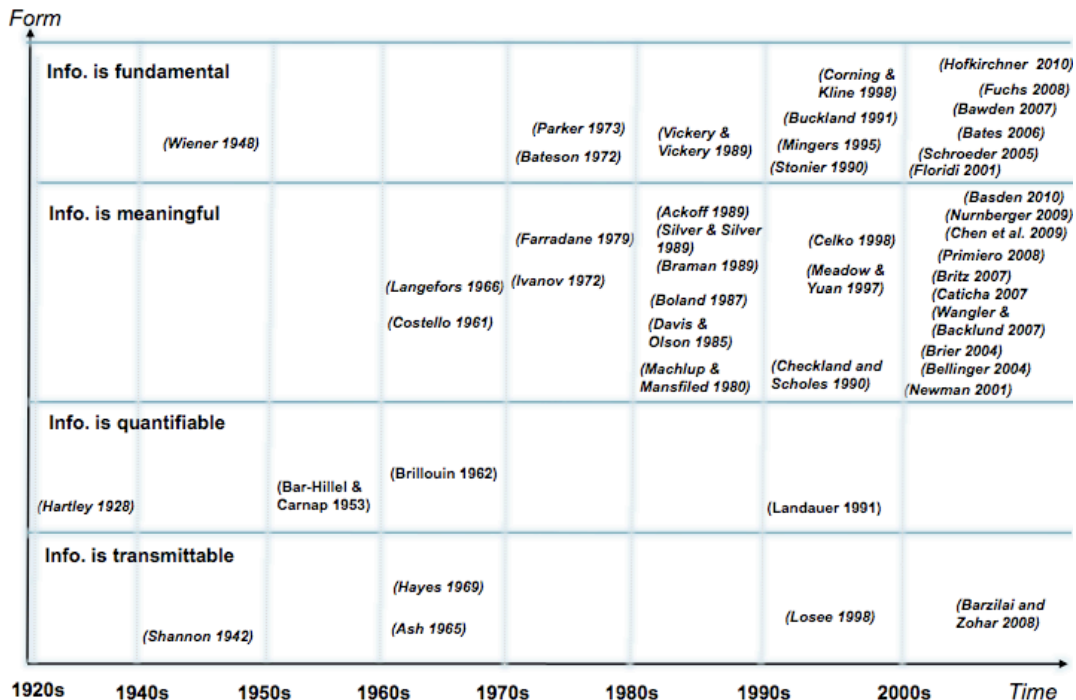 Form
Info. is fundamental
(Wiener 1948)
(Parker 1973)
(Bateson 1972)
(Vickery &
Vickery 1989)
(Corning &
Kline 1998)
(Buckland 1991)
(Mingers 1995)
(Stonier 1990)
(Hofkirchner 2010)
(Fuchs 2008)
(Bawden 2007)
(Bates 2006)
(Schroeder 2005)
(Floridi 2001)
Info. is meaningful
(Langefors 1966)
(Costello 1961)
(Farradane 1979)
(Ivanov 1972)
(Ackoff 1989)
(Silver & Silver
1989)
(Braman 1989)
(Boland 1987)
(Davis &
Olson 1985)
(Machlup &
Mansfiled 1980)
(Celko 1998)
(Meadow &
Yuan 1997)
(Checkland and
Scholes 1990)
(Basden 2010)
(Nurnberger 2009)
(Chen et al. 2009)
(Primiero 2008)
(Britz 2007)
(Caticha 2007
(Wangler &
(Backlund 2007)
(Brier 2004)
(Bellinger 2004)
(Newman 2001)
Info. is quantifiable
(Hartley 1928)
(Bar-Hillel &
Carnap 1953)
(Brillouin 1962)
(Landauer 1991)
Info. is transmittable
(Shannon 1942)
(Hayes 1969)
(Ash 1965)
(Losee 1998)
(Barzilai and
Zohar 2008)
1920s 1940s 1950s 1960s 1970s 1980s 1990s 2000s Time